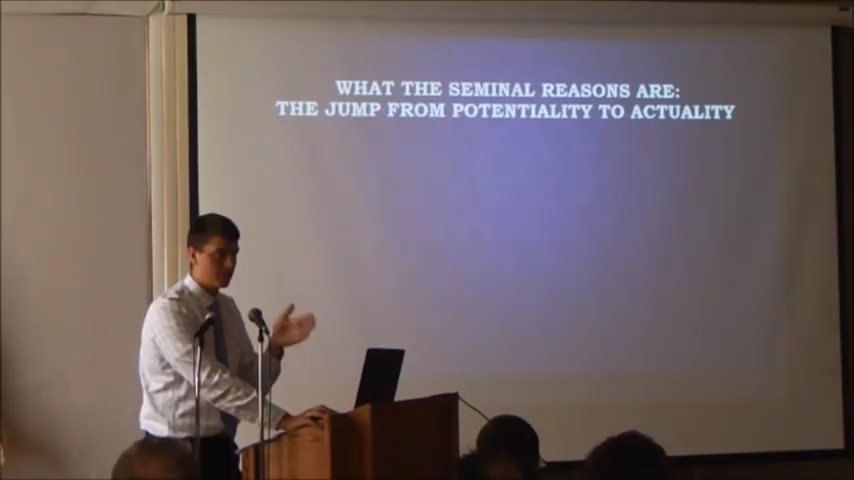 WHAT THE SEMINAL REASONS ARE:
THE JUMP FROM POTENTIALITY TO ACTUALITY